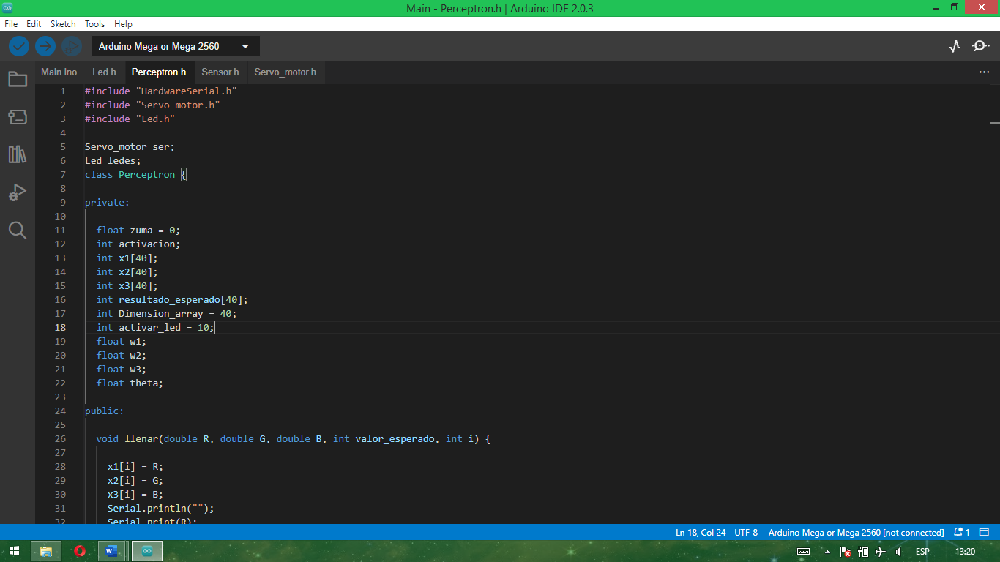 Main - Perceptron.h | Arduino IDE 2.0.3
File Edit Sketch Tools Help
Arduino Mega or Mega 2560
Main.ino Led.h Perceptron.h Sensor.h Servo_motor.h
1 #include "HardwareSerial.h"
2 #include "Servo_motor.h"
3 #include "Led.h"
4
5 Servo_motor ser;
6 Led ledes;
7 class Perceptron {
8
9 private:
10
11 float zuma = 0;
12 int activacion;
13 int x1[40];
14 int x2[40];
15 int x3[40];
16 int resultado_esperado[40];
17 int Dimension_array = 40;
18 int activar_led = 10;
19 float w1;
20 float w2;
21 float w3;
22 float theta;
23
24 public:
25
26 void llenar(double R, double G, double B, int valor_esperado, int i) {
27
28 x1[i] = R;
29 x2[i] = G;
30 x3[i] = B;
31 Serial.println("");
32 Serial.print(R);
Ln 18, Col 24 UTF-8 Arduino Mega or Mega 2560 [not connected] 1
W ESP 13:20